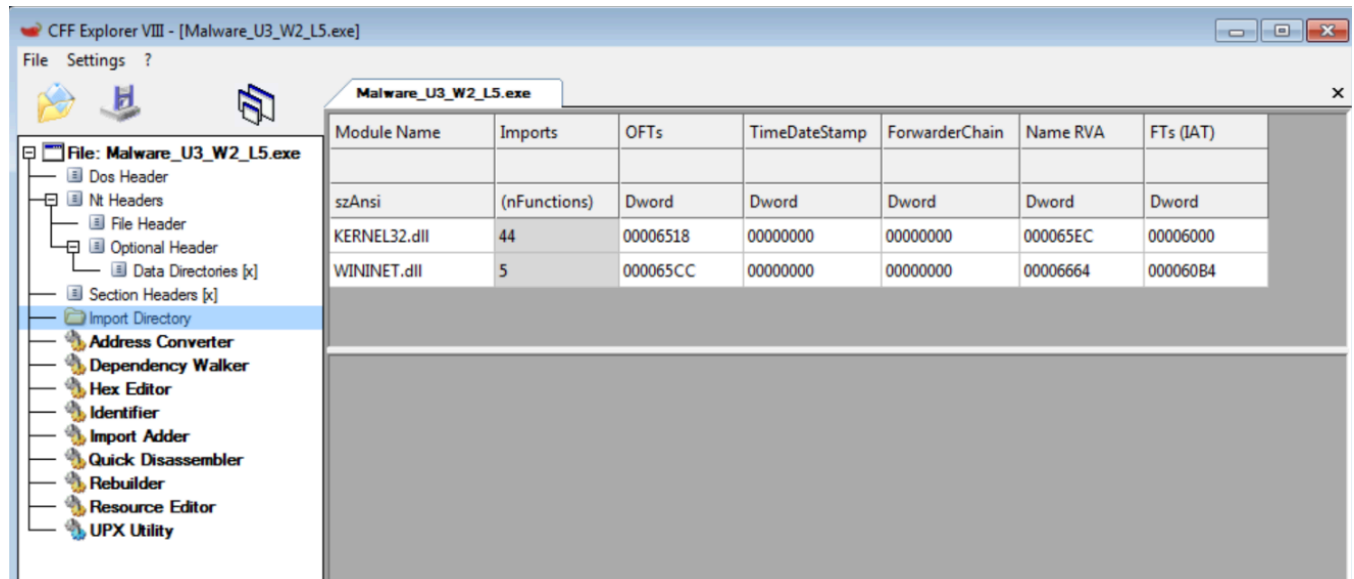 CFF Explorer VIII - [Malware_U3_W2_L5.exe]
File Settings ?
Malware_U3_W2_L5.exe
x
File: Malware_U3_W2_L5.exe
Dos Header
Nt Headers
File Header
Optional Header
Data Directories [x]
Section Headers [x]
Import Directory
Address Converter
Dependency Walker
Hex Editor
Identifier
Import Adder
Quick Disassembler
Rebuilder
Resource Editor
UPX Utility
Module Name Imports OFTs TimeDateStamp ForwarderChain Name RVA FTs (IAT)
szAnsi (nFunctions) Dword Dword Dword Dword Dword
KERNEL32.dll 44 00006518 00000000 00000000 000065EC 00006000
WININET.dll 5 000065CC 00000000 00000000 00006664 000060B4